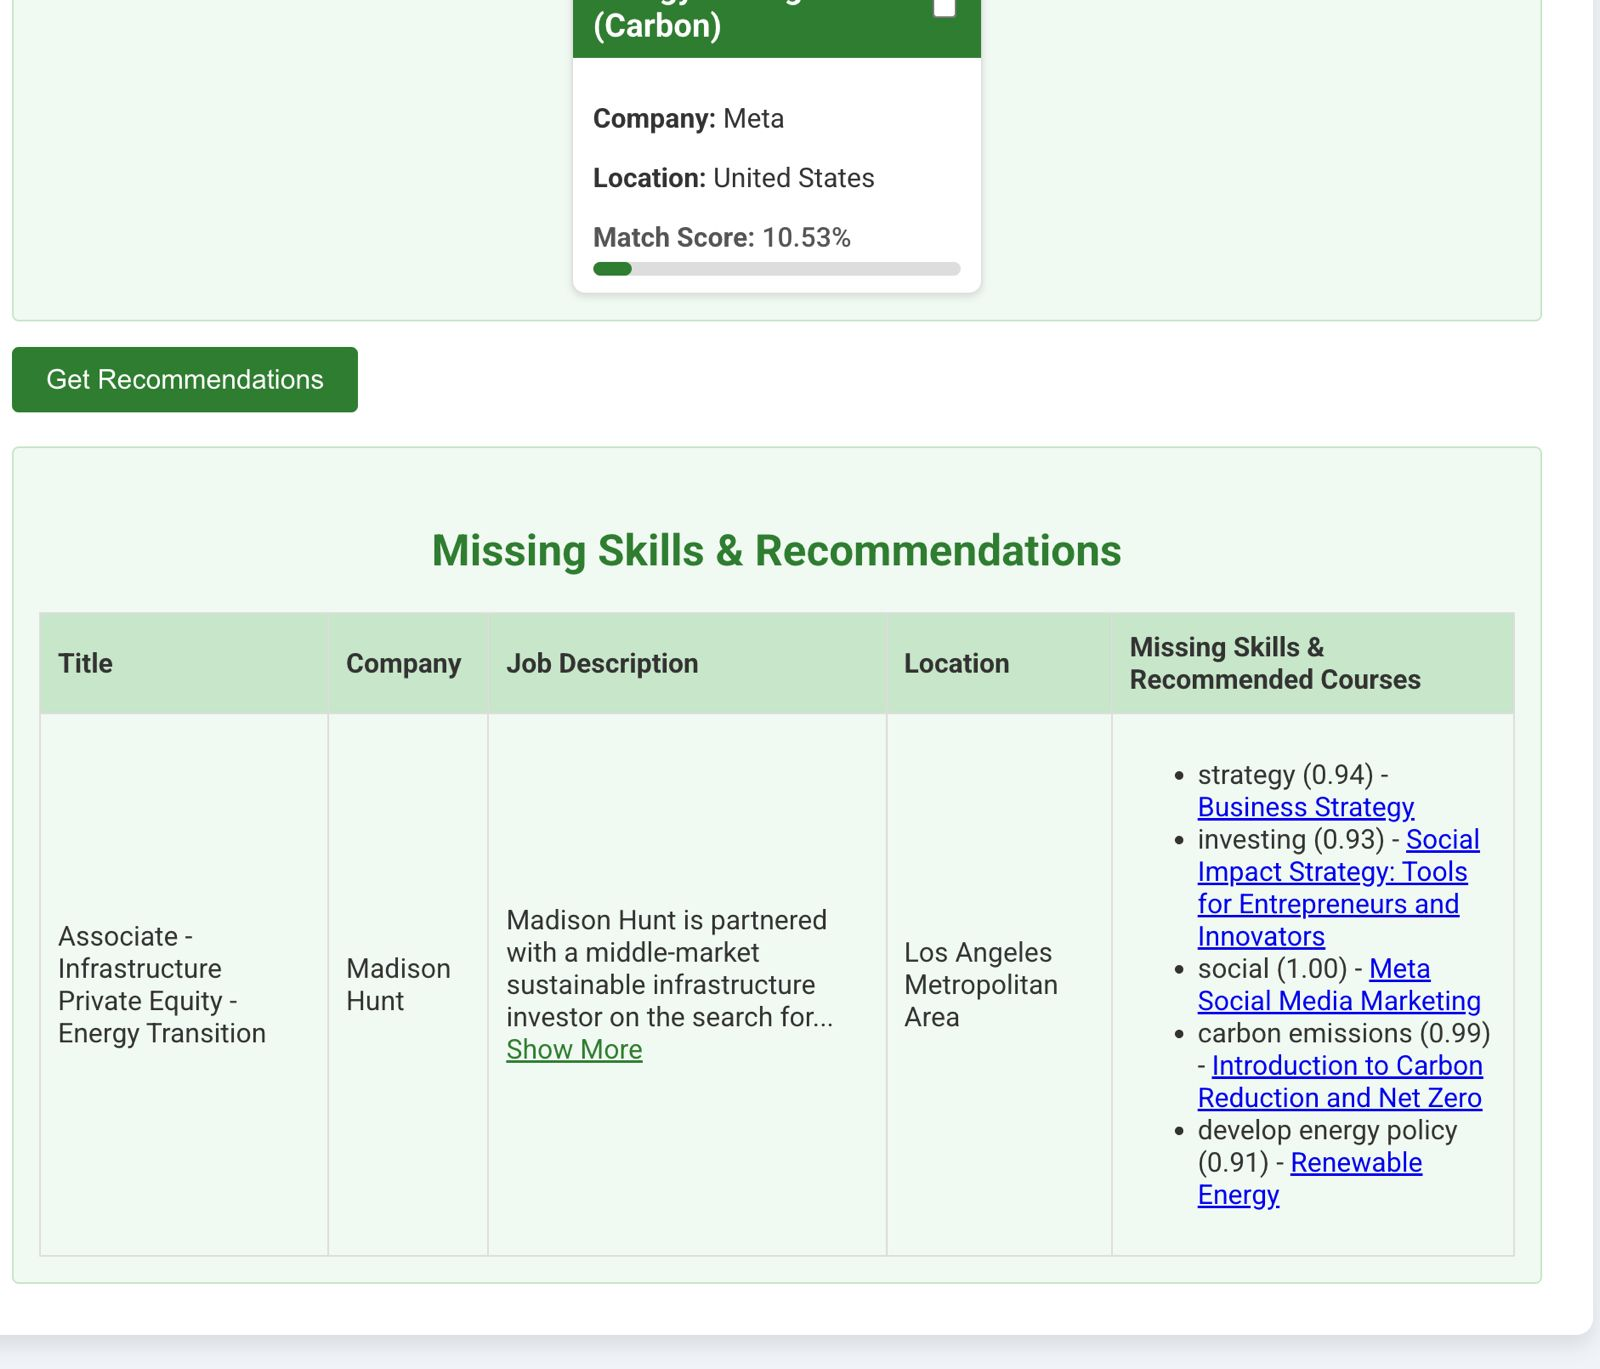 (Carbon)
Company: Meta
Location: United States
Match Score: 10.53%
Get Recommendations
Missing Skills & Recommendations
Title
Company
Job Description
Location
Missing Skills &
Recommended Courses
Associate -
Infrastructure
Private Equity -
Energy Transition
Madison
Hunt
Madison Hunt is partnered
with a middle-market
sustainable infrastructure
investor on the search for...
Show More
Los Angeles
Metropolitan
Area
• strategy (0.94) -
Business Strategy
• investing (0.93) - Social
Impact Strategy: Tools
for Entrepreneurs and
Innovators
• social (1.00) - Meta
Social Media Marketing
• carbon emissions (0.99)
- Introduction to Carbon
Reduction and Net Zero
• develop energy policy
(0.91) - Renewable
Energy